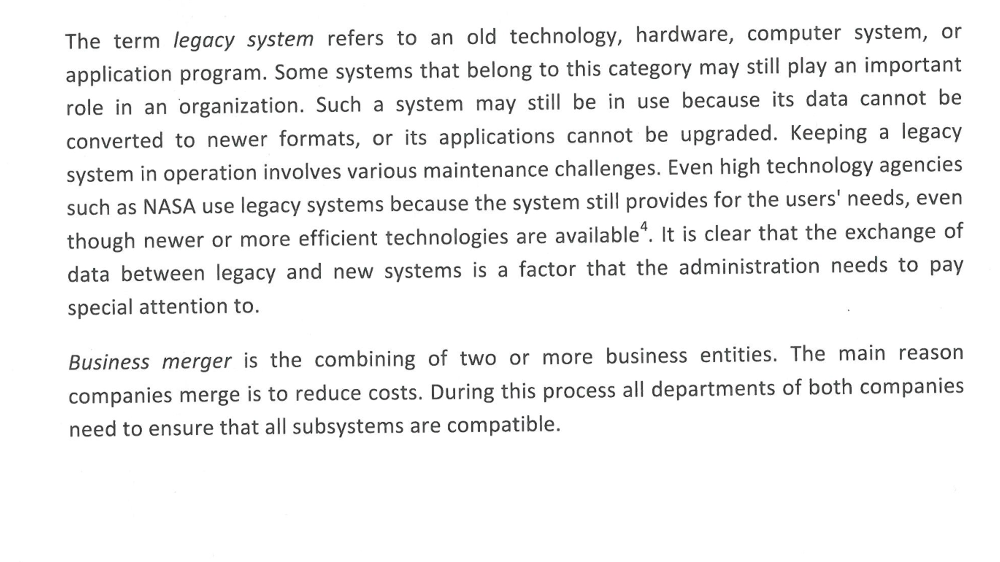 The term legacy system refers to an old technology, hardware, computer system, or
application program. Some systems that belong to this category may still play an important
role in an organization. Such a system may still be in use because its data cannot be
converted to newer formats, or its applications cannot be upgraded. Keeping a legacy
system in operation involves various maintenance challenges. Even high technology agencies
such as NASA use legacy systems because the system still provides for the users' needs, even
though newer or more efficient technologies are available⁴. It is clear that the exchange of
data between legacy and new systems is a factor that the administration needs to pay
special attention to.
Business merger is the combining of two or more business entities. The main reason
companies merge is to reduce costs. During this process all departments of both companies
need to ensure that all subsystems are compatible.